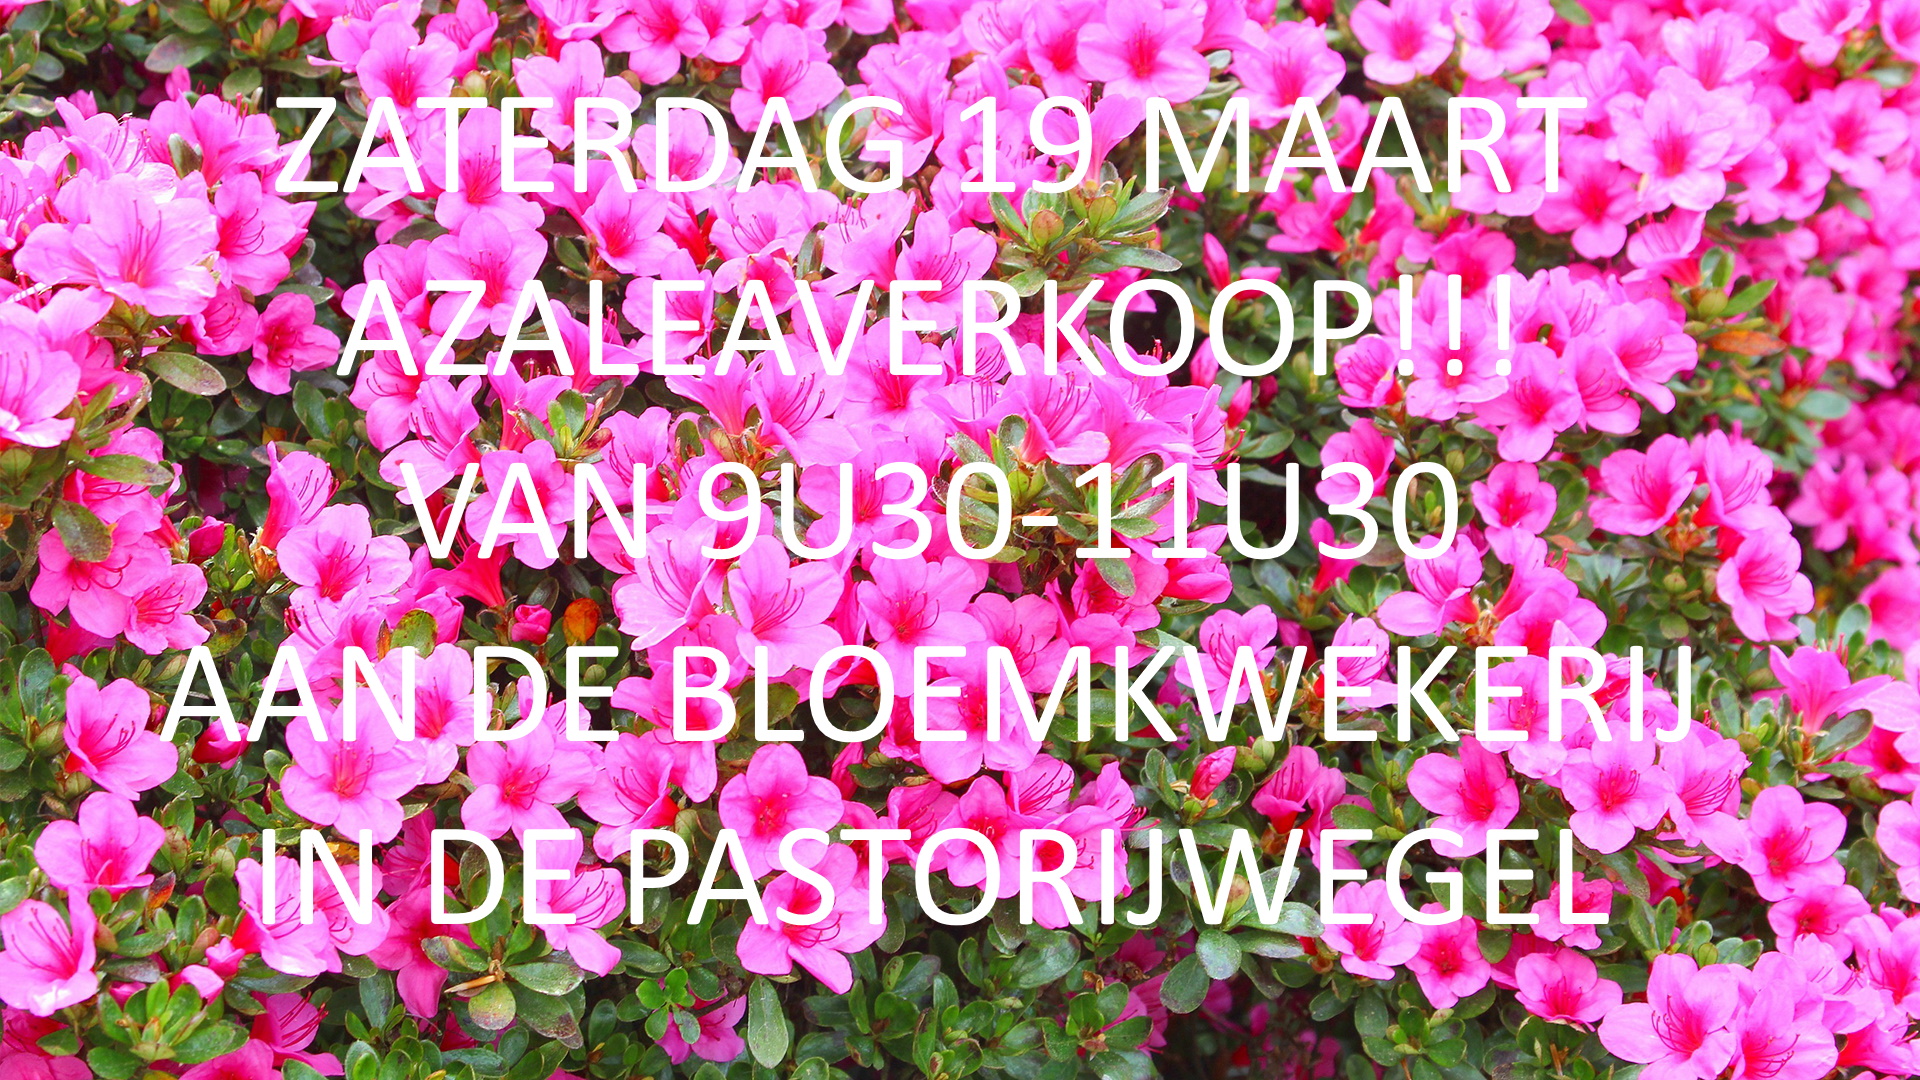 ZATERDAG 19 MAART
AZALEAVERKOOP!!!
VAN 9U30-11U30
AAN DE BLOEMKWEKERIJ
IN DE PASTORIJWEGEL